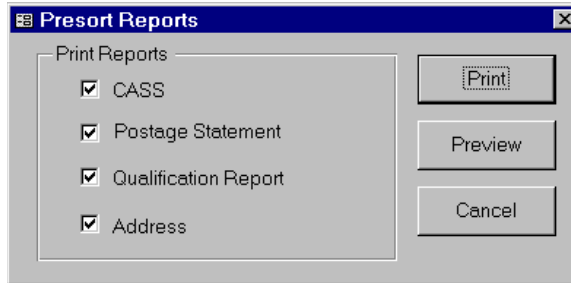 Presort Reports
Print Reports
CASS
Postage Statement
Qualification Report
Address
Print
Preview
Cancel